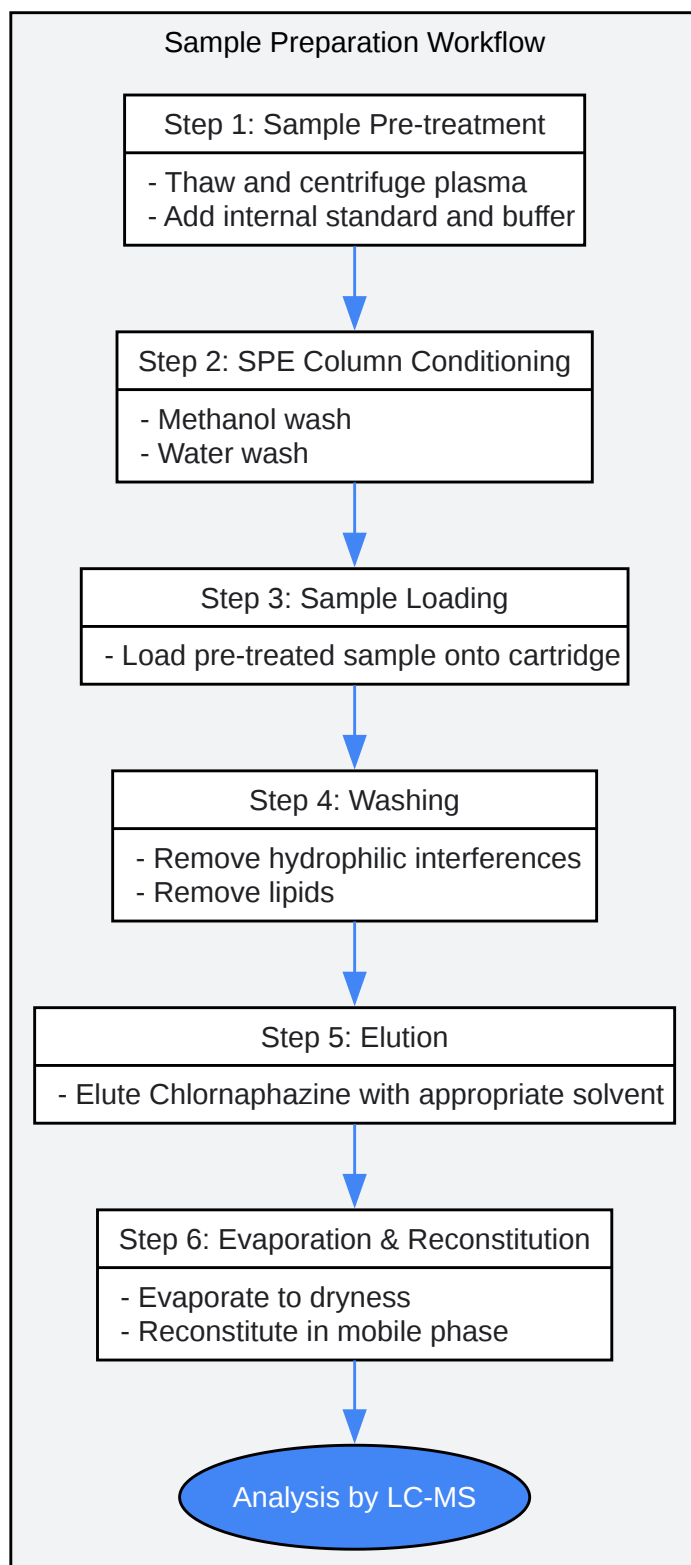 Sample Preparation Workflow
Step 1: Sample Pre-treatment
- Thaw and centrifuge plasma
- Add internal standard and buffer
Step 2: SPE Column Conditioning
- Methanol wash
- Water wash
Step 3: Sample Loading
- Load pre-treated sample onto cartridge
Step 4: Washing
- Remove hydrophilic interferences
- Remove lipids
Step 5: Elution
- Elute Chlornaphazine with appropriate solvent
Step 6: Evaporation & Reconstitution
- Evaporate to dryness
- Reconstitute in mobile phase
Analysis by LC-MS